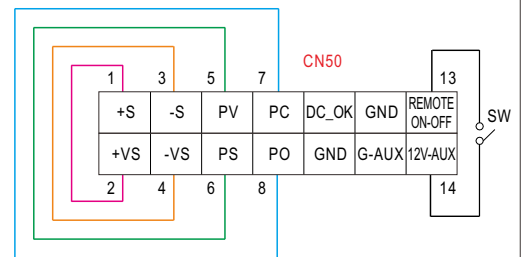 CN50
1 3 5 7 13
+S -S PV PC DC_OK GND REMOTE
ON-OFF
SW
+VS -VS PS PO GND G-AUX 12V-AUX
2 4 6 8 14